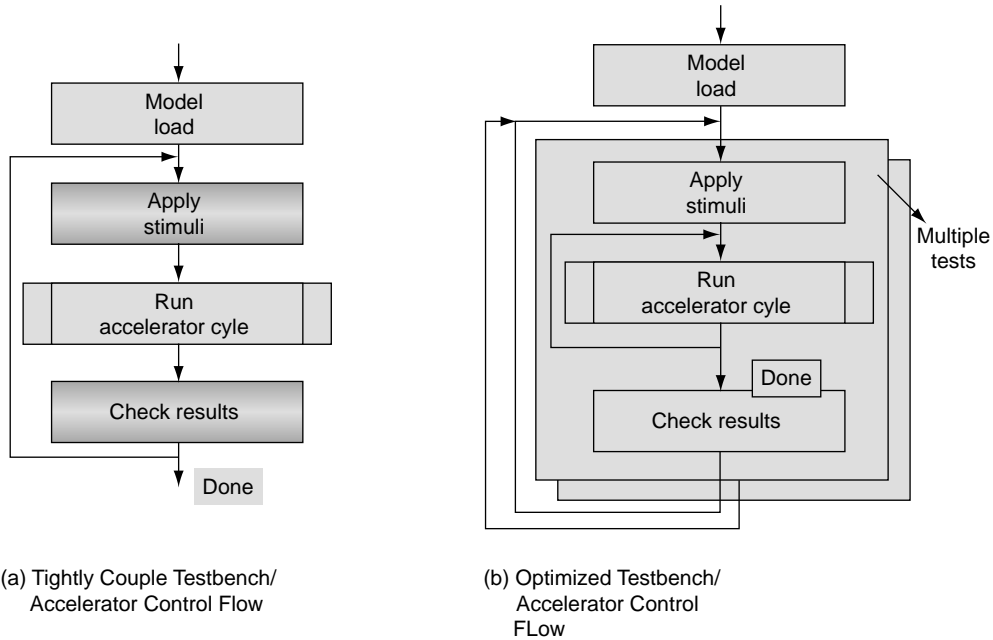 Model
load
Apply
stimuli
Run
accelerator cyle
Check results
Done
(a) Tightly Couple Testbench/
Accelerator Control Flow
Model
load
Apply
stimuli
Multiple
tests
Run
accelerator cyle
Done
Check results
(b) Optimized Testbench/
Accelerator Control
FLow